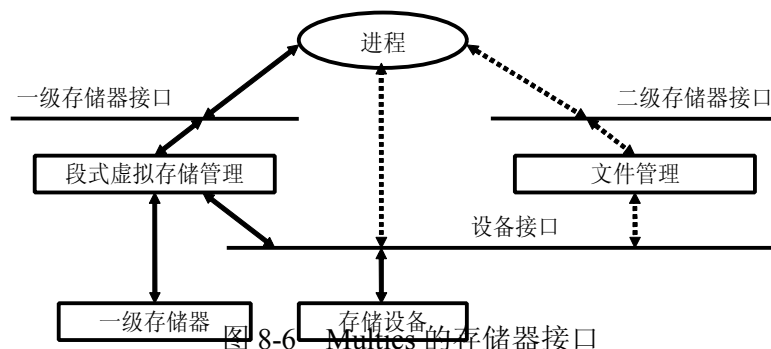 进程
一级存储器接口
二级存储器接口
段式虚拟存储管理
文件管理
设备接口
一级存储器
存储设备
图 8-6 Multics 的存储器接口